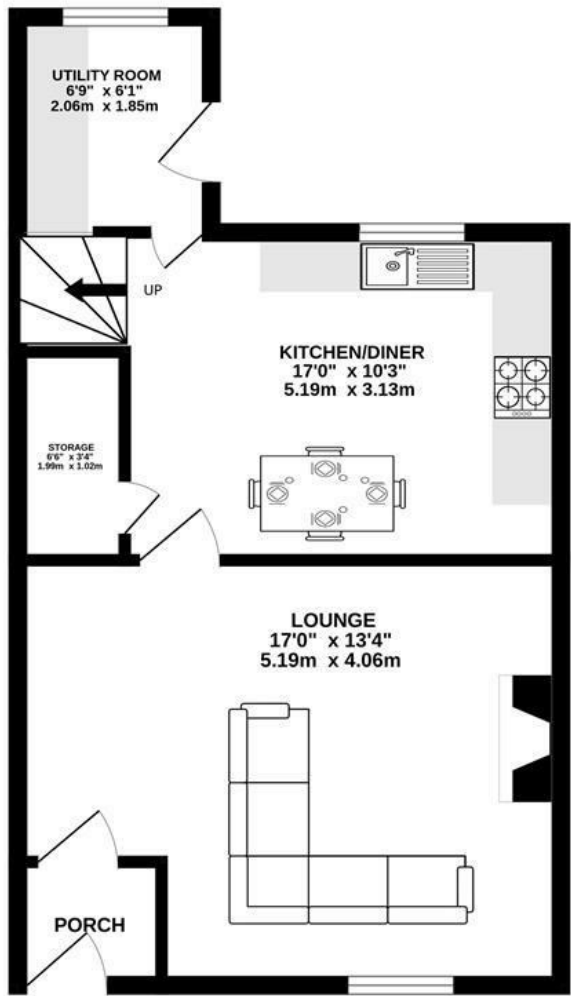 UTILITY ROOM
6'9" x 6'1"
2.06m x 1.85m
UP
KITCHEN/DINER
17'0" x 10'3"
5.19m x 3.13m
STORAGE
6'6" x 3'4"
1.99m x 1.02m
LOUNGE
17'0" x 13'4"
5.19m x 4.06m
PORCH